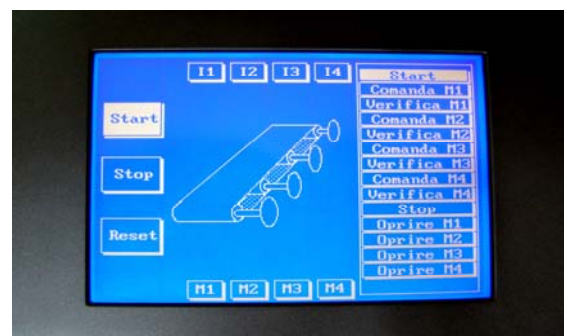 I1 I2 I3 I4
Start
Stop
Reset
M1 M2 M3 M4
Start
Comanda M1
Verifica M1
Comanda M2
Verifica M2
Comanda M3
Verifica M3
Comanda M4
Verifica M4
Stop
Oprire M1
Oprire M2
Oprire M3
Oprire M4